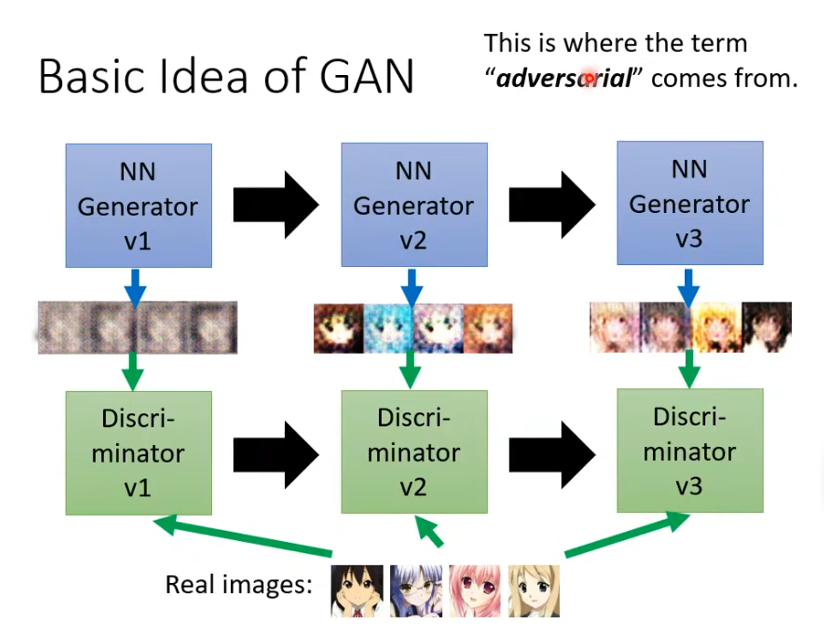 Basic Idea of GAN
This is where the term
“adversarial” comes from.
NN
Generator
v1
NN
Generator
v2
NN
Generator
v3
Discri-
minator
v1
Discri-
minator
v2
Discri-
minator
v3
Real images: